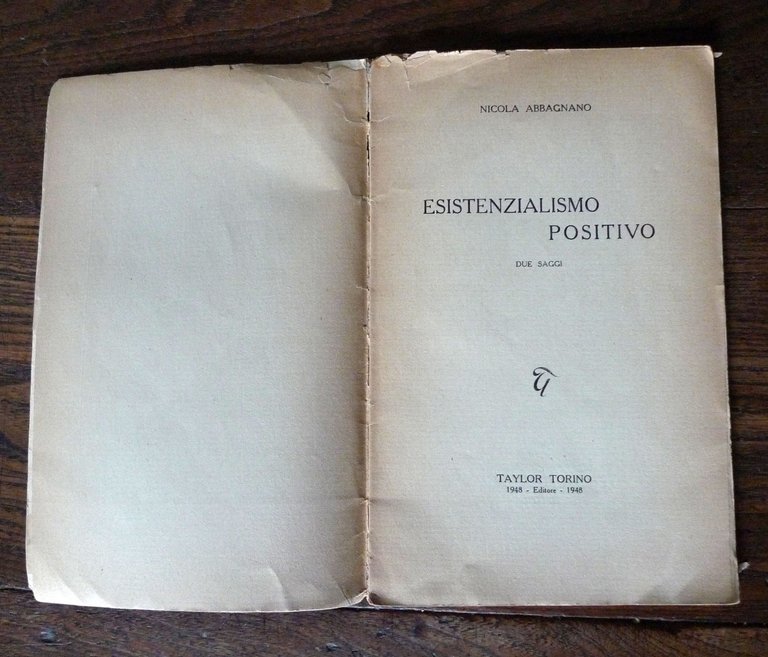 NICOLA ABBAGNANO
ESISTENZIALISMO
POSITIVO
DUE SAGGI
TAYLOR TORINO
1948 - Editore - 1948